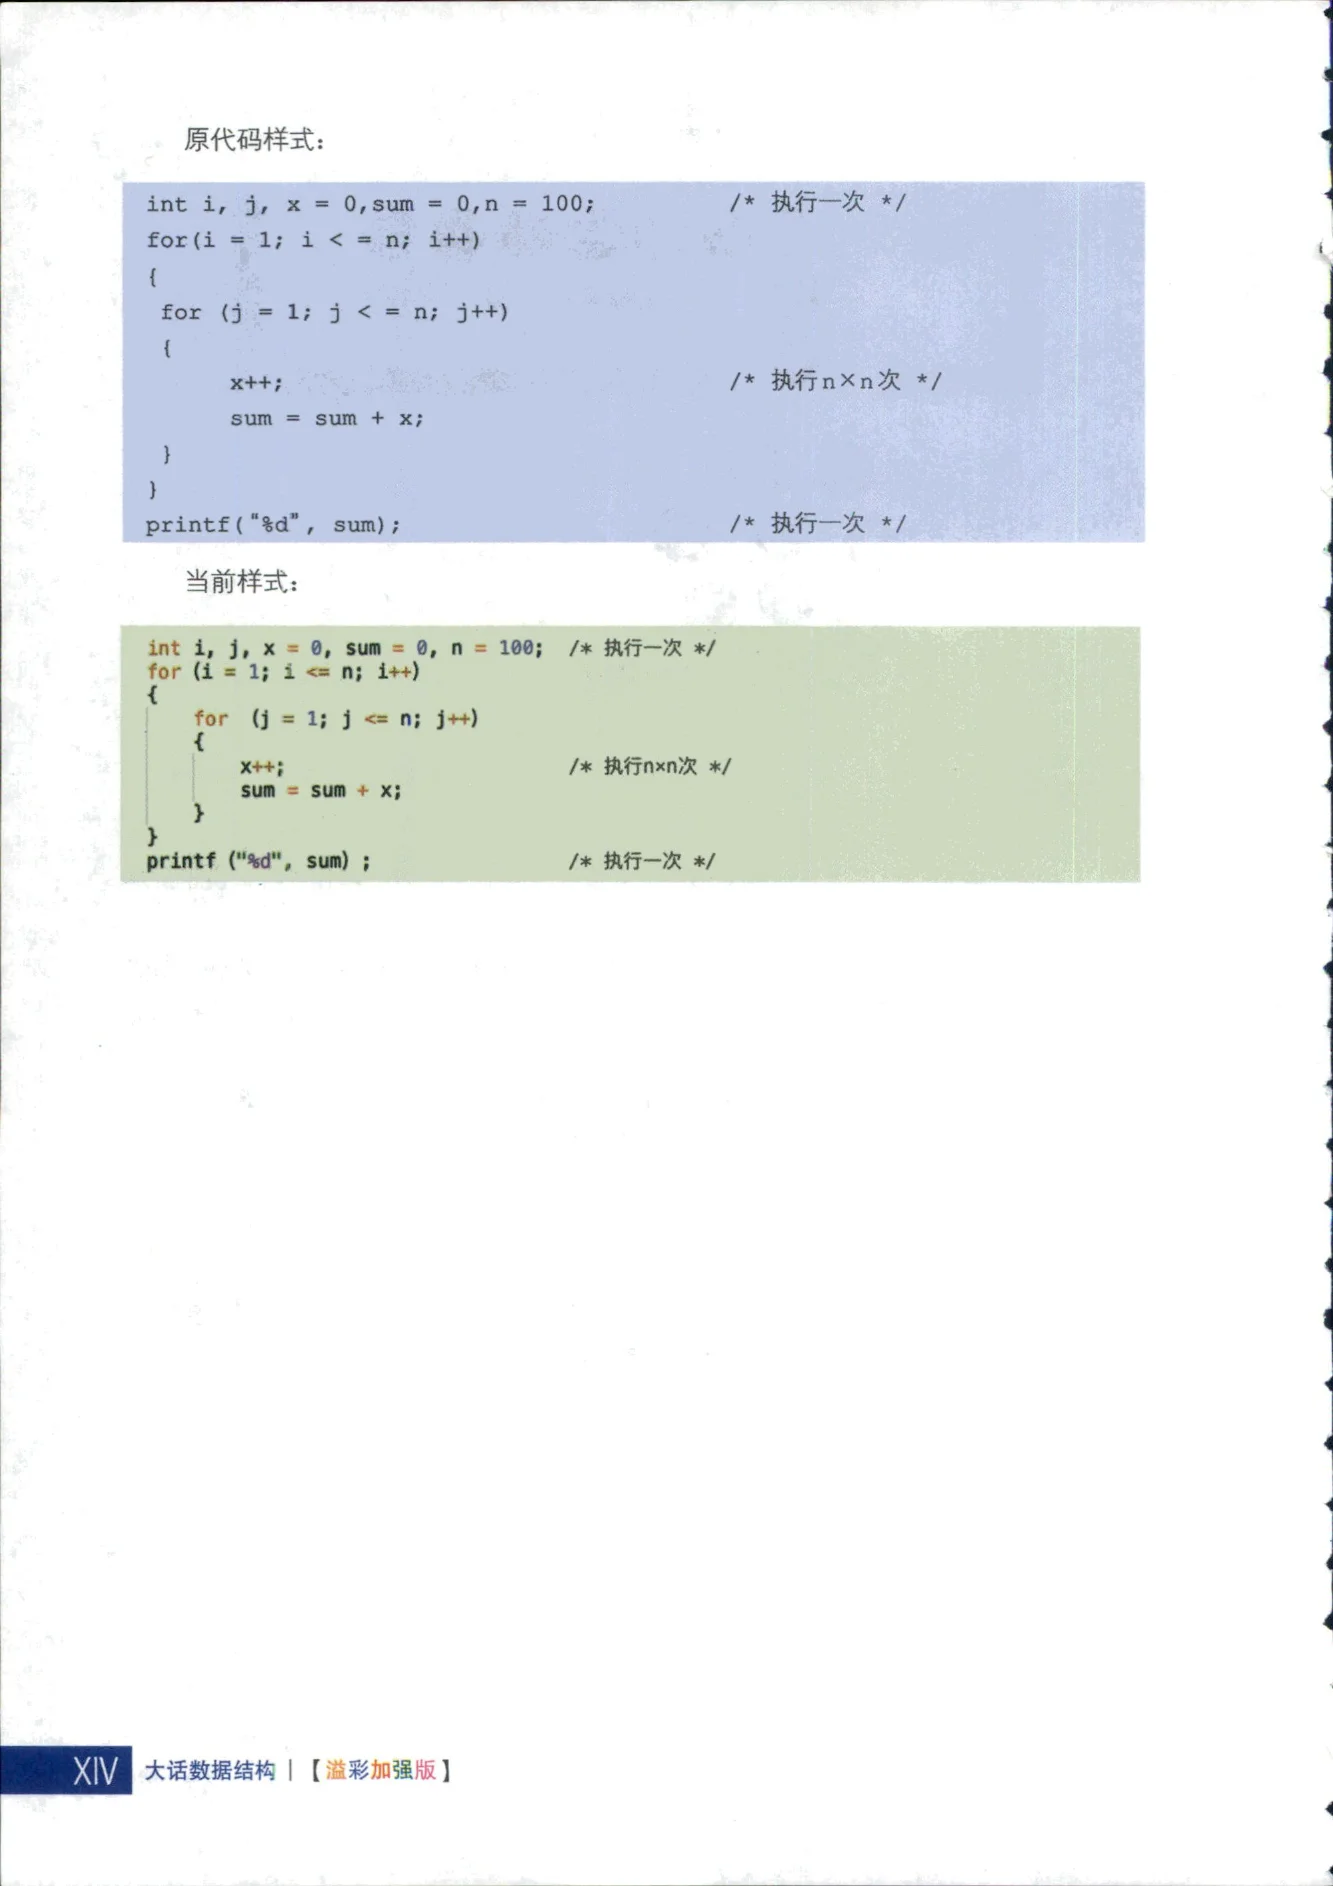 原代码样式：
int i, j, x = 0,sum = 0,n = 100;          /* 执行一次 */
for(i = 1; i < = n; i++)
{
 for (j = 1; j < = n; j++)
 {
      x++;                                /* 执行n×n次 */
      sum = sum + x;
 }
}
printf("%d", sum);                        /* 执行一次 */
当前样式：
int i, j, x = 0, sum = 0, n = 100;  /* 执行一次 */
for (i = 1; i <= n; i++)
{
    for  (j = 1; j <= n; j++)
    {
        x++;                        /* 执行n×n次 */
        sum = sum + x;
    }
}
printf ("%d", sum) ;                /* 执行一次 */
XIV 大话数据结构 | 【溢彩加强版】